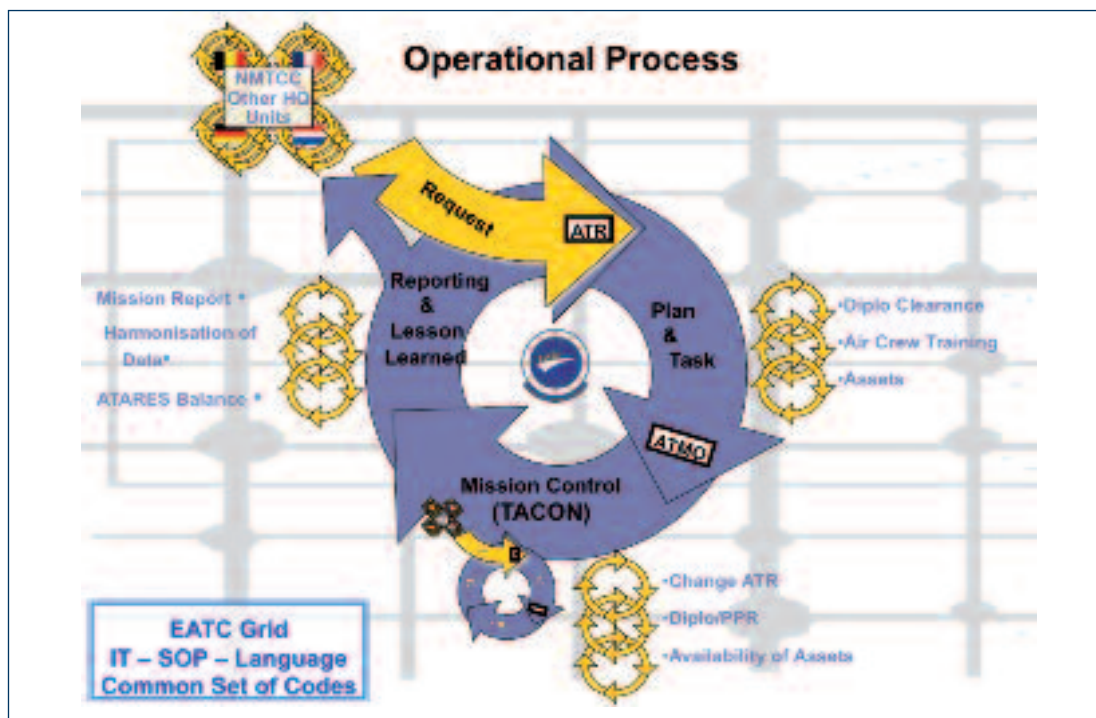 Operational Process
NMTCC
Other HQ
Units
Request
ATR
Reporting
&
Lesson
Learned
Plan
&
Task
Mission Report •
Harmonisation of
Data•
ATARES Balance •
•Diplo Clearance
•Air Crew Training
•Assets
ATMO
Mission Control
(TACON)
•Change ATR
•Diplo/PPR
•Availability of Assets
EATC Grid
IT – SOP – Language
Common Set of Codes